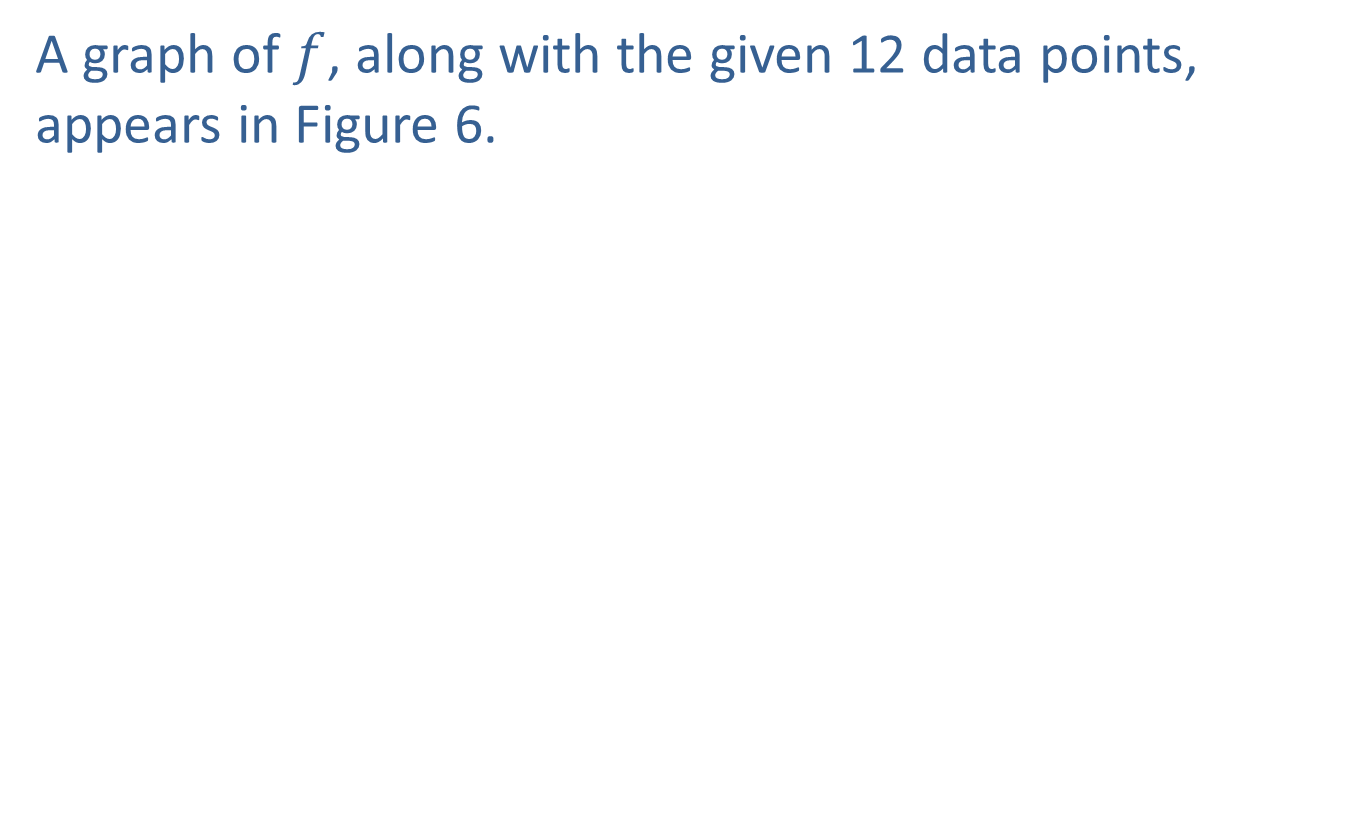 A graph of f, along with the given 12 data points,
appears in Figure 6.